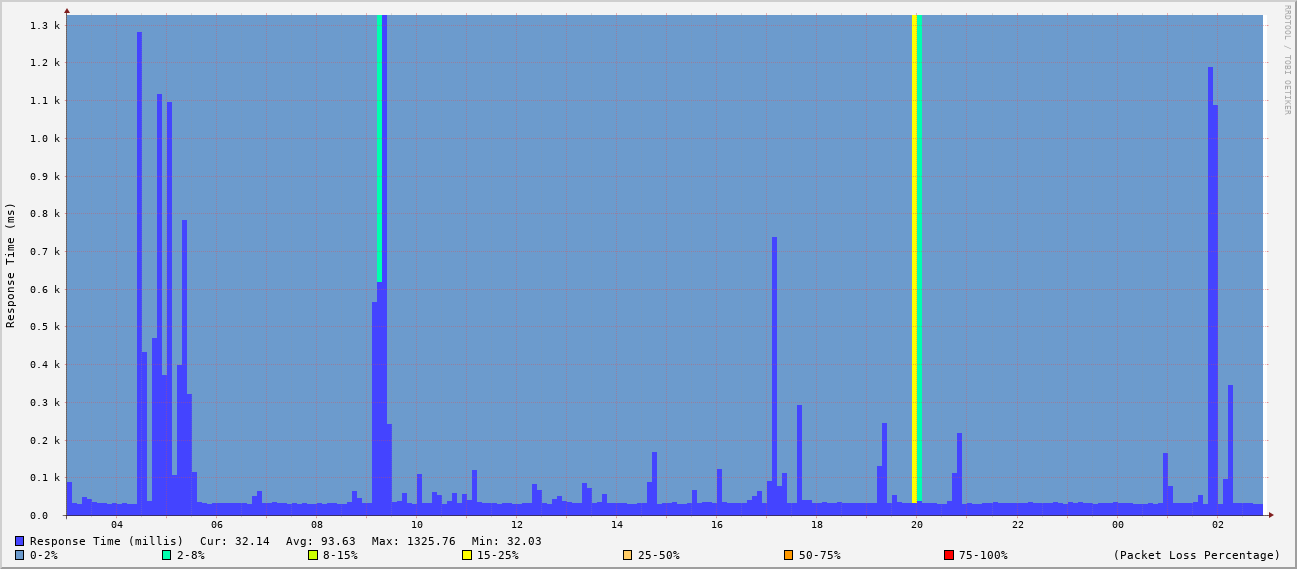 RRDTOOL / TOBI OETIKER
Response Time (ms)
1.3 k
1.2 k
1.1 k
1.0 k
0.9 k
0.8 k
0.7 k
0.6 k
0.5 k
0.4 k
0.3 k
0.2 k
0.1 k
0.0
04 06 08 10 12 14 16 18 20 22 00 02
Response Time (millis) Cur: 32.14 Avg: 93.63 Max: 1325.76 Min: 32.03
0-2% 2-8% 8-15% 15-25% 25-50% 50-75% 75-100% (Packet Loss Percentage)